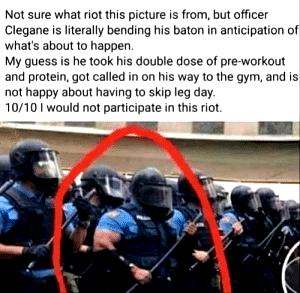 Not sure what riot this picture is from, but officer
Clegane is literally bending his baton in anticipation of
what's about to happen.
My guess is he took his double dose of pre-workout
and protein, got called in on his way to the gym, and is
not happy about having to skip leg day.
10/10 I would not participate in this riot.